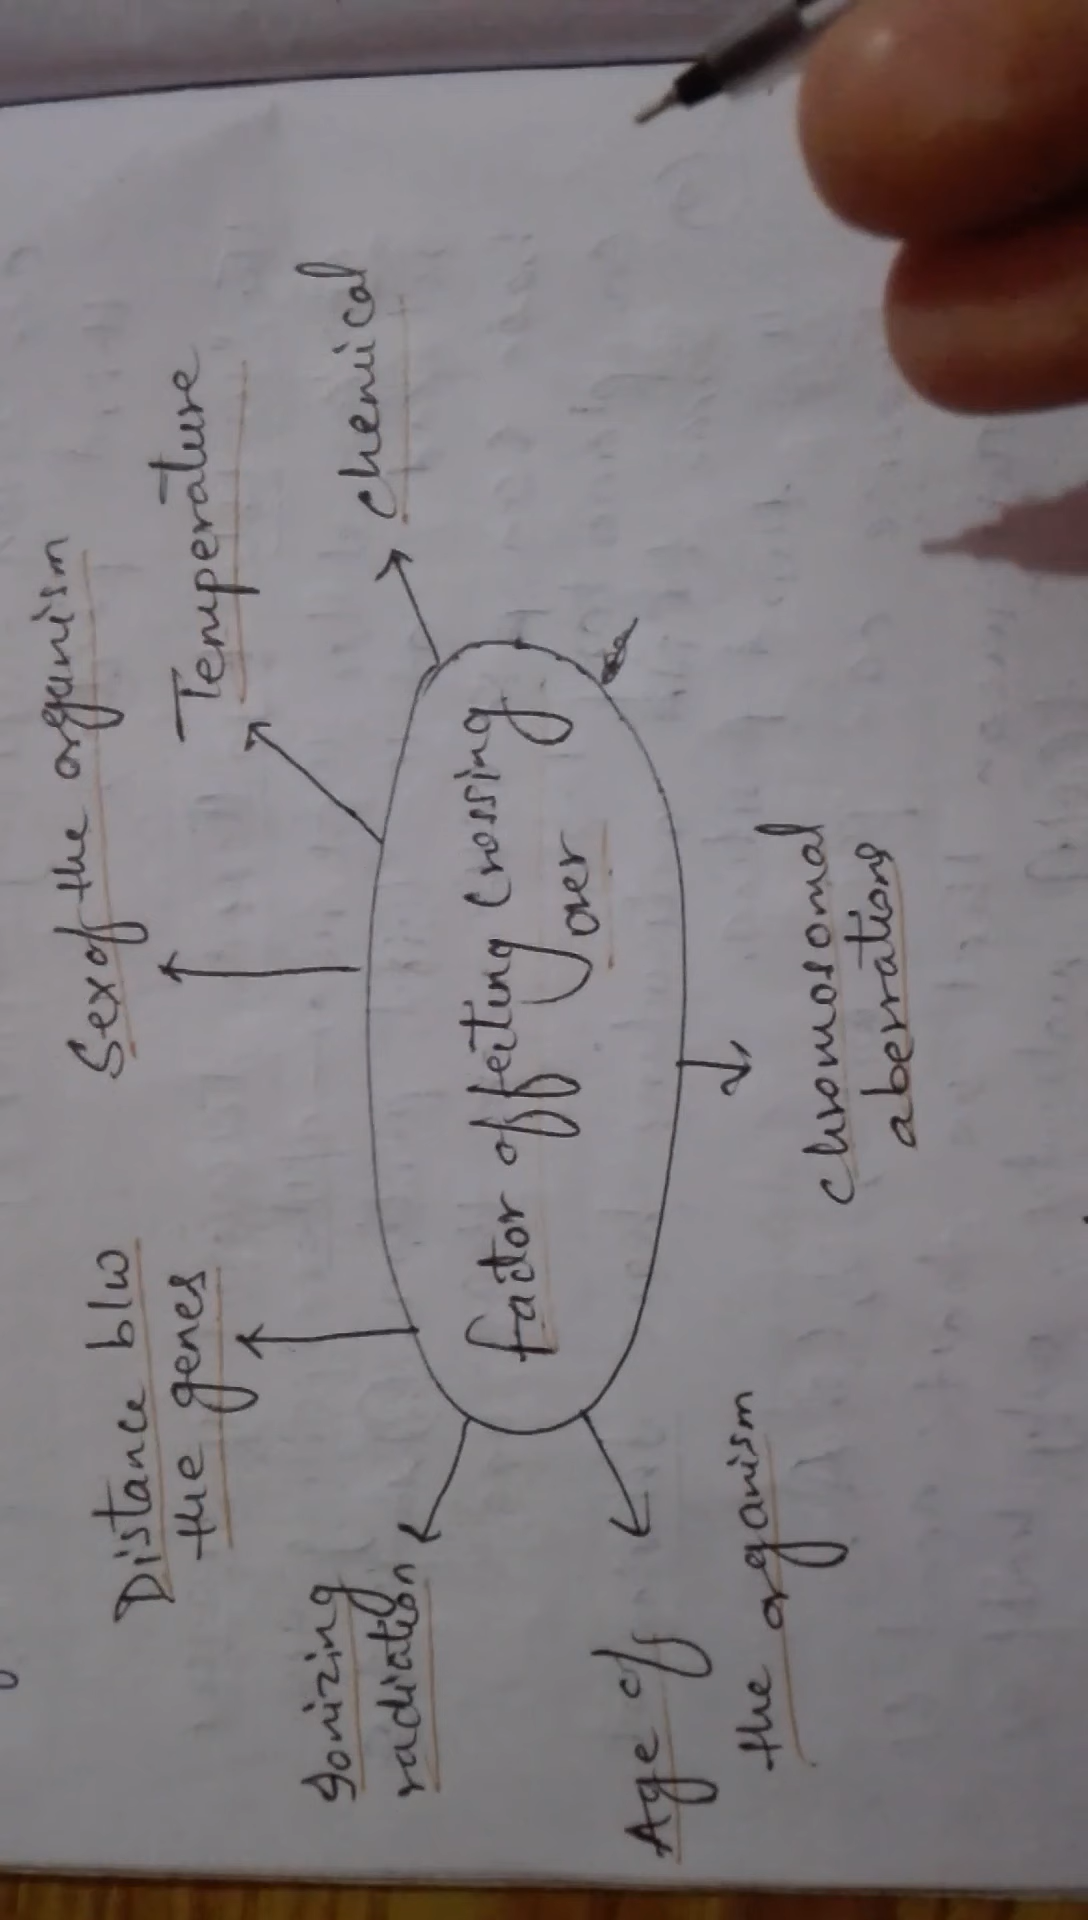 Sex of the organism
Distance b/w
the genes
Temperature
chemical
Ionizing
radiation
factor offecting Crossing
over
Age of
the organism
chromosomal
aberrations